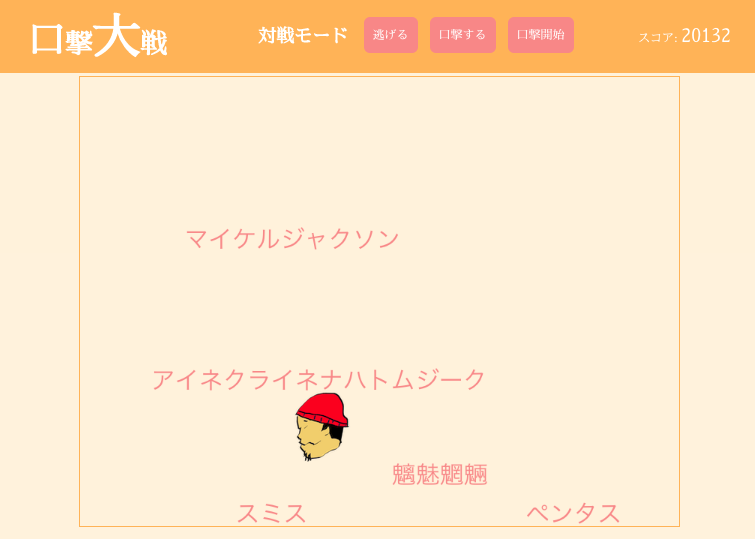 口撃大戦
対戦モード 逃げる 口撃する 口撃開始
スコア: 20132
マイケルジャクソン
アイネクライネナハトムジーク
魑魅魍魎
スミス
ペンタス